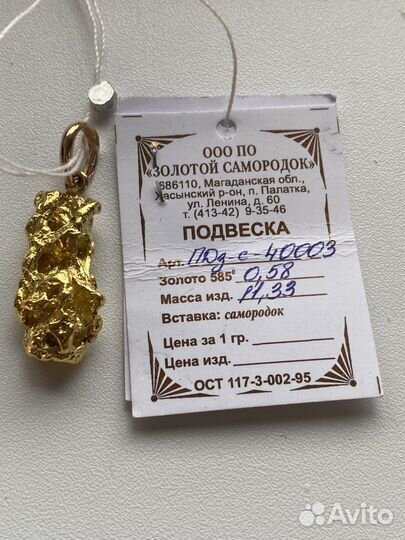 ООО ПО
«ЗОЛОТОЙ САМОРОДОК»
686110, Магаданская обл.,
Хасынский р-он, п. Палатка,
ул. Ленина, д. 60
т. (413-42) 9-35-46
ПОДВЕСКА
Арт. ПОд-с-40003
Золото 585° 0,58
Масса изд. 11,33
Вставка: самородок
Цена за 1 гр.
Цена изд.
ОСТ 117-3-002-95
Avito